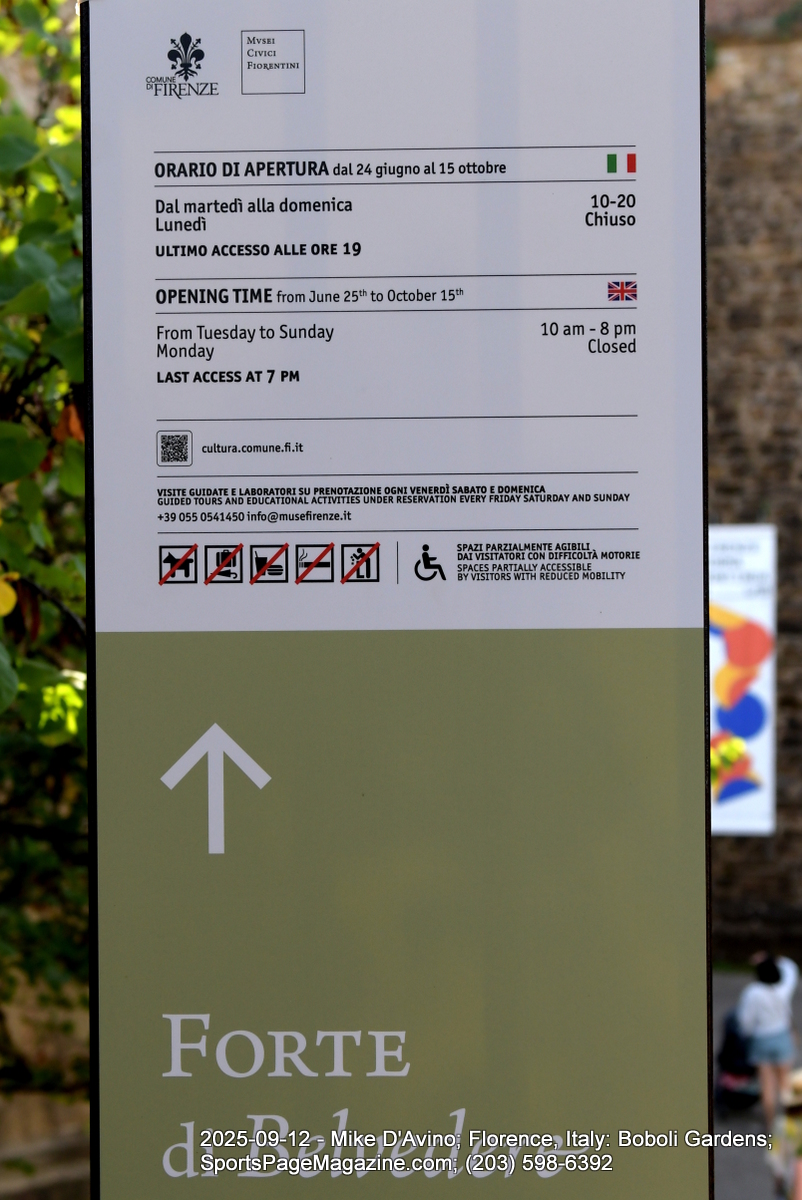 COMUNE
DI FIRENZE
MVSEI
CIVICI
FIORENTINI
ORARIO DI APERTURA dal 24 giugno al 15 ottobre
Dal martedì alla domenica 10-20
Lunedì Chiuso
ULTIMO ACCESSO ALLE ORE 19
OPENING TIME from June 25th to October 15th
From Tuesday to Sunday 10 am - 8 pm
Monday Closed
LAST ACCESS AT 7 PM
cultura.comune.fi.it
VISITE GUIDATE E LABORATORI SU PRENOTAZIONE OGNI VENERDÌ SABATO E DOMENICA
GUIDED TOURS AND EDUCATIONAL ACTIVITIES UNDER RESERVATION EVERY FRIDAY SATURDAY AND SUNDAY
+39 055 0541450 info@musefirenze.it
SPAZI PARZIALMENTE AGIBILI
DAI VISITATORI CON DIFFICOLTÀ MOTORIE
SPACES PARTIALLY ACCESSIBLE
BY VISITORS WITH REDUCED MOBILITY
FORTE
di Belvedere
2025-09-12 - Mike D'Avino; Florence, Italy: Boboli Gardens;
SportsPageMagazine.com; (203) 598-6392